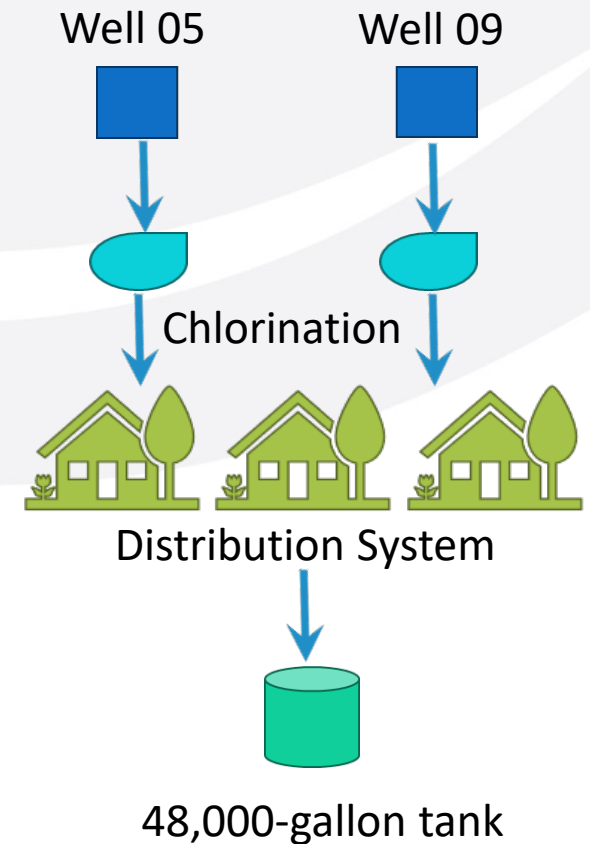 Well 05
Well 09
Chlorination
Distribution System
48,000-gallon tank